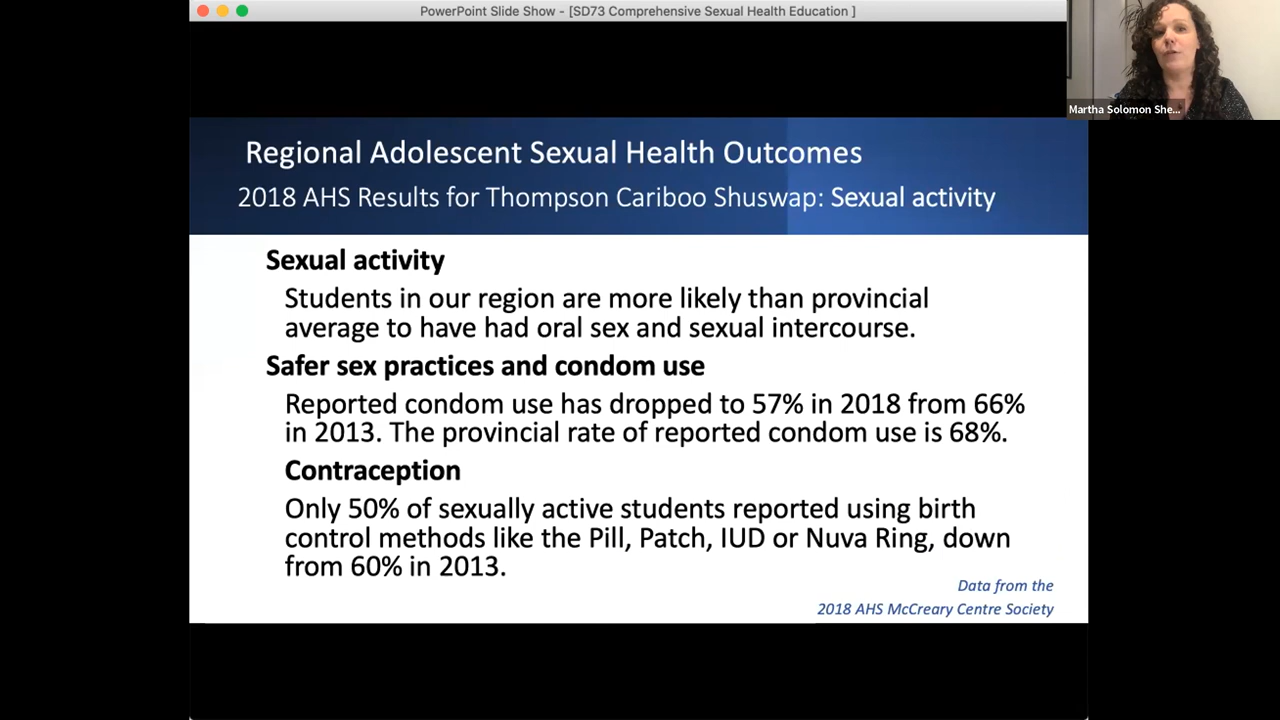 PowerPoint Slide Show - [SD73 Comprehensive Sexual Health Education ]
Martha Solomon She...
Regional Adolescent Sexual Health Outcomes
2018 AHS Results for Thompson Cariboo Shuswap: Sexual activity
Sexual activity
Students in our region are more likely than provincial
average to have had oral sex and sexual intercourse.
Safer sex practices and condom use
Reported condom use has dropped to 57% in 2018 from 66%
in 2013. The provincial rate of reported condom use is 68%.
Contraception
Only 50% of sexually active students reported using birth
control methods like the Pill, Patch, IUD or Nuva Ring, down
from 60% in 2013.
Data from the
2018 AHS McCreary Centre Society